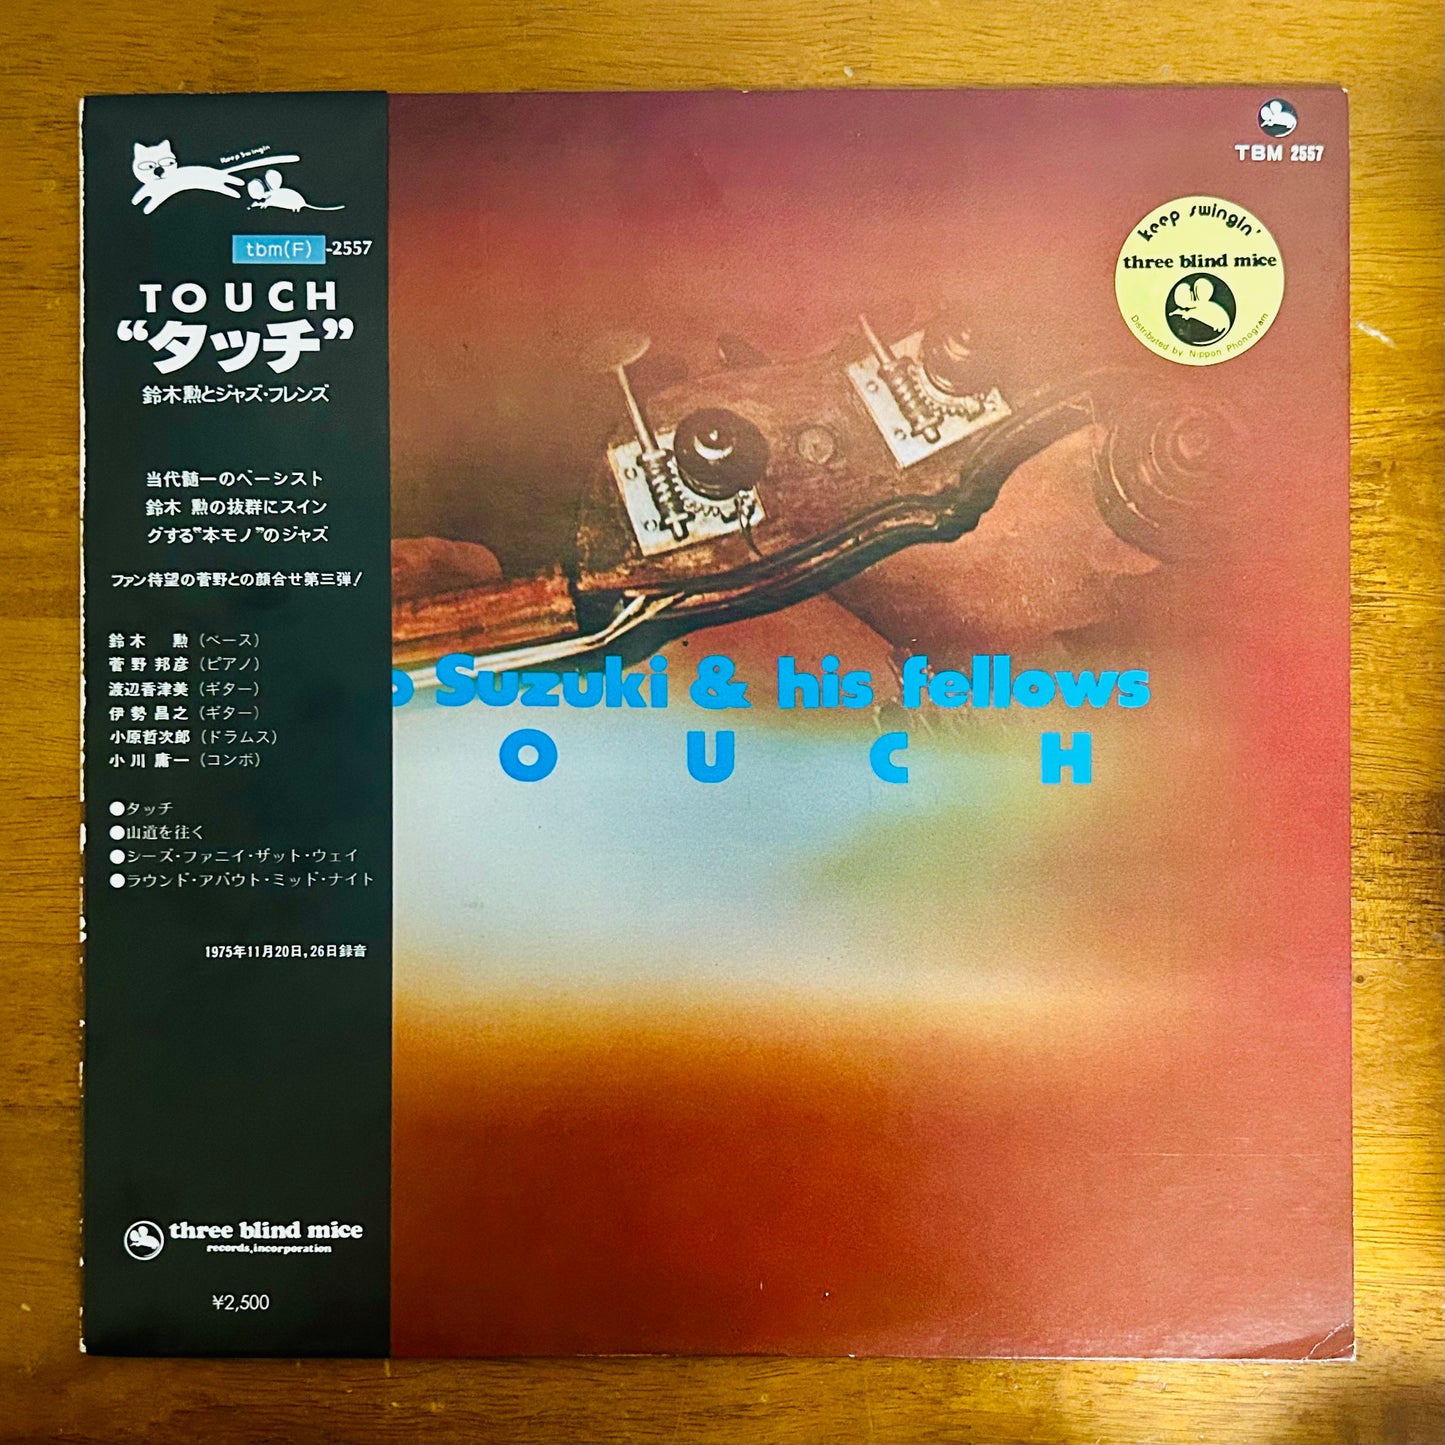 Keep Swingin
tbm(F)-2557
TOUCH
“タッチ”
鈴木勲とジャズ・フレンズ
当代髄一のベーシスト
鈴木 勲の抜群にスイン
グする"本モノ"のジャズ
ファン待望の菅野との顔合せ第三弾!
鈴木 勲(ベース)
菅野邦彦(ピアノ)
渡辺香津美(ギター)
伊勢昌之(ギター)
小原哲次郎(ドラムス)
小川庸一(コンボ)
●タッチ
●山道を往く
●シーズ・ファニイ・ザット・ウェイ
●ラウンド・アバウト・ミッド・ナイト
1975年11月20日,26日録音
three blind mice
records,incorporation
¥2,500
TBM 2557
keep swingin'
three blind mice
Distributed by Nippon Phonogram
o Suzuki & his fellows
OUCH